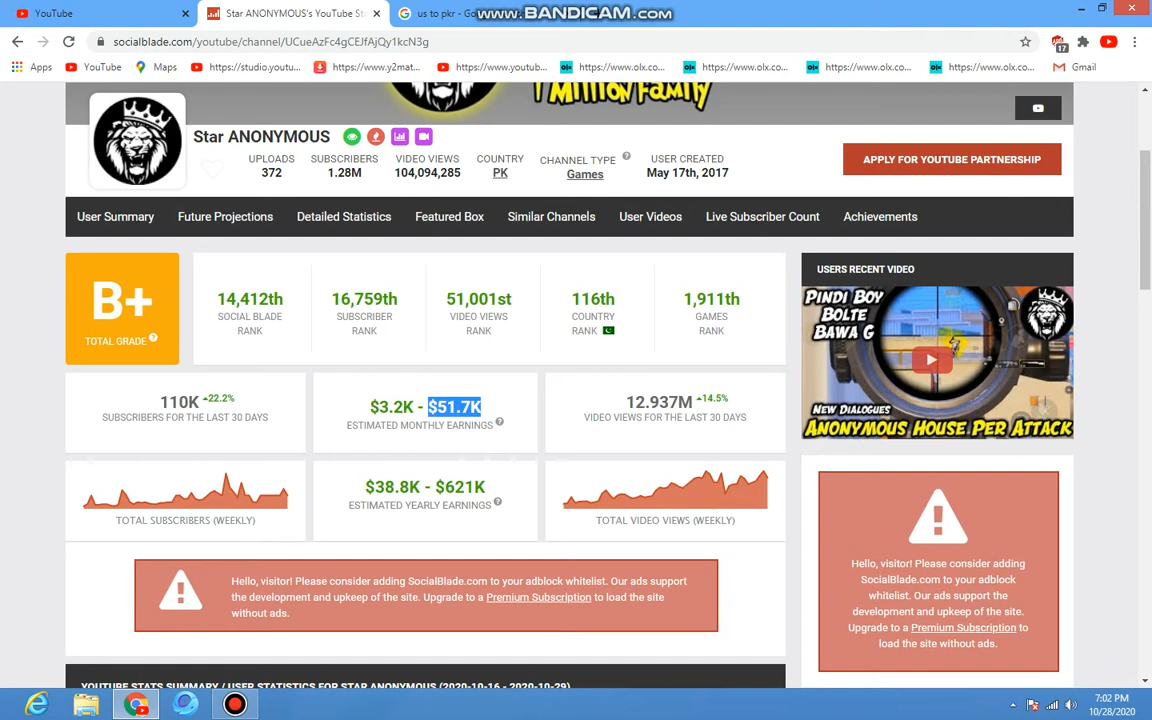 YouTube
Star ANONYMOUS's YouTube St
us to pkr - Go
www.BANDICAM.com
socialblade.com/youtube/channel/UCueAzFc4gCEJfAjQy1kcN3g
17
Apps
YouTube
Maps
https://studio.youtu...
https://www.y2mat...
https://www.youtub...
https://www.olx.co...
https://www.olx.co...
https://www.olx.co...
https://www.olx.co...
Gmail
1 Million Family
Star ANONYMOUS
UPLOADS
372
SUBSCRIBERS
1.28M
VIDEO VIEWS
104,094,285
COUNTRY
PK
CHANNEL TYPE
Games
USER CREATED
May 17th, 2017
APPLY FOR YOUTUBE PARTNERSHIP
User Summary
Future Projections
Detailed Statistics
Featured Box
Similar Channels
User Videos
Live Subscriber Count
Achievements
B+
TOTAL GRADE
14,412th
SOCIAL BLADE
RANK
16,759th
SUBSCRIBER
RANK
51,001st
VIDEO VIEWS
RANK
116th
COUNTRY
RANK
1,911th
GAMES
RANK
USERS RECENT VIDEO
PINDI BOY
BOLTE
BAWA G
NEW DIALOGUES
ANONYMOUS HOUSE PER ATTACK
110K 22.2%
SUBSCRIBERS FOR THE LAST 30 DAYS
$3.2K - $51.7K
ESTIMATED MONTHLY EARNINGS
12.937M 14.5%
VIDEO VIEWS FOR THE LAST 30 DAYS
TOTAL SUBSCRIBERS (WEEKLY)
$38.8K - $621K
ESTIMATED YEARLY EARNINGS
TOTAL VIDEO VIEWS (WEEKLY)
Hello, visitor! Please consider adding SocialBlade.com to your adblock whitelist. Our ads support
the development and upkeep of the site. Upgrade to a Premium Subscription to load the site
without ads.
Hello, visitor! Please consider adding
SocialBlade.com to your adblock
whitelist. Our ads support the
development and upkeep of the site.
Upgrade to a Premium Subscription to
load the site without ads.
YOUTUBE STATS SUMMARY / USER STATISTICS FOR STAR ANONYMOUS (2020-10-16 - 2020-10-29)
7:02 PM
10/28/2020